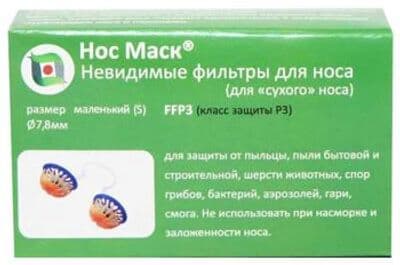 Нос Маск®
Невидимые фильтры для носа
(для «сухого» носа)
размер маленький (S) FFP3 (класс защиты P3)
Ø7,8мм
для защиты от пыльцы, пыли бытовой и
строительной, шерсти животных, спор
грибов, бактерий, аэрозолей, гари,
смога. Не использовать при насморке и
заложенности носа.